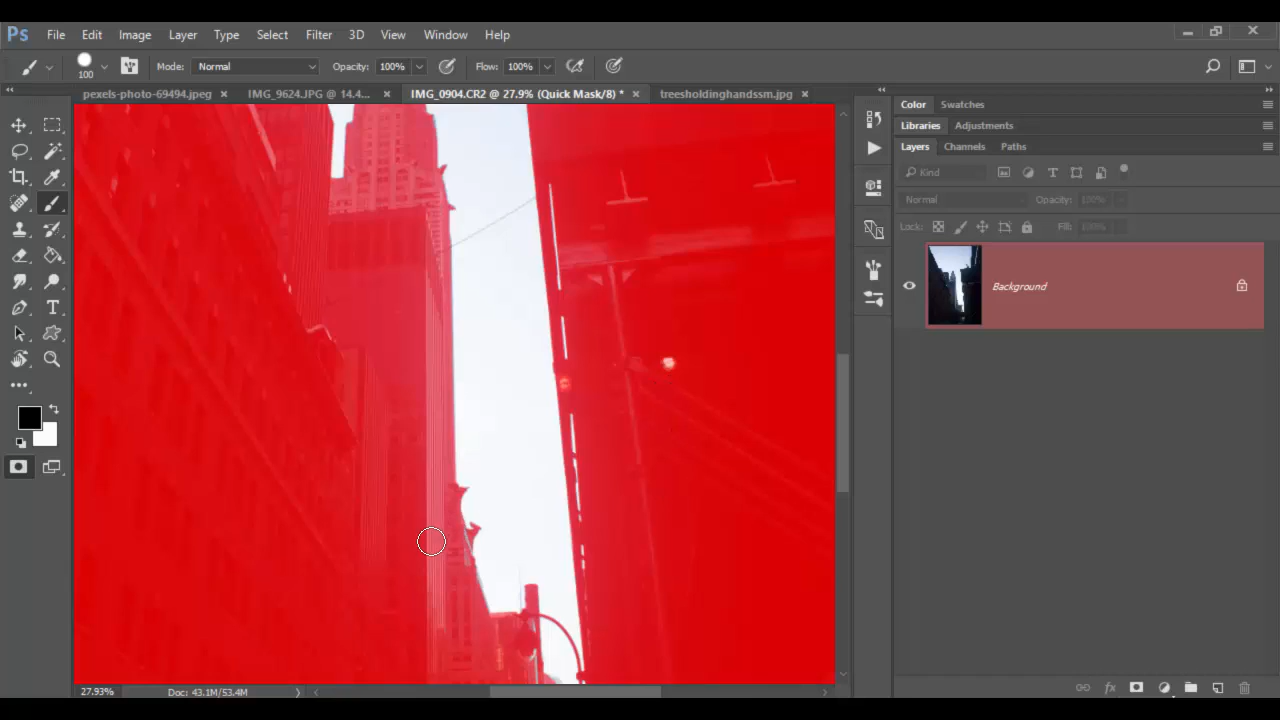 Ps File Edit Image Layer Type Select Filter 3D View Window Help
100 Mode: Normal Opacity: 100% Flow: 100%
pexels-photo-69494.jpeg × IMG_9624.JPG @ 14.4... × IMG_0904.CR2 @ 27.9% (Quick Mask/8) * × treesholdinghandssm.jpg ×
Color Swatches
Libraries Adjustments
Layers Channels Paths
Kind
Normal Opacity: 100%
Lock: Fill: 100%
Background
27.93% Doc: 43.1M/53.4M